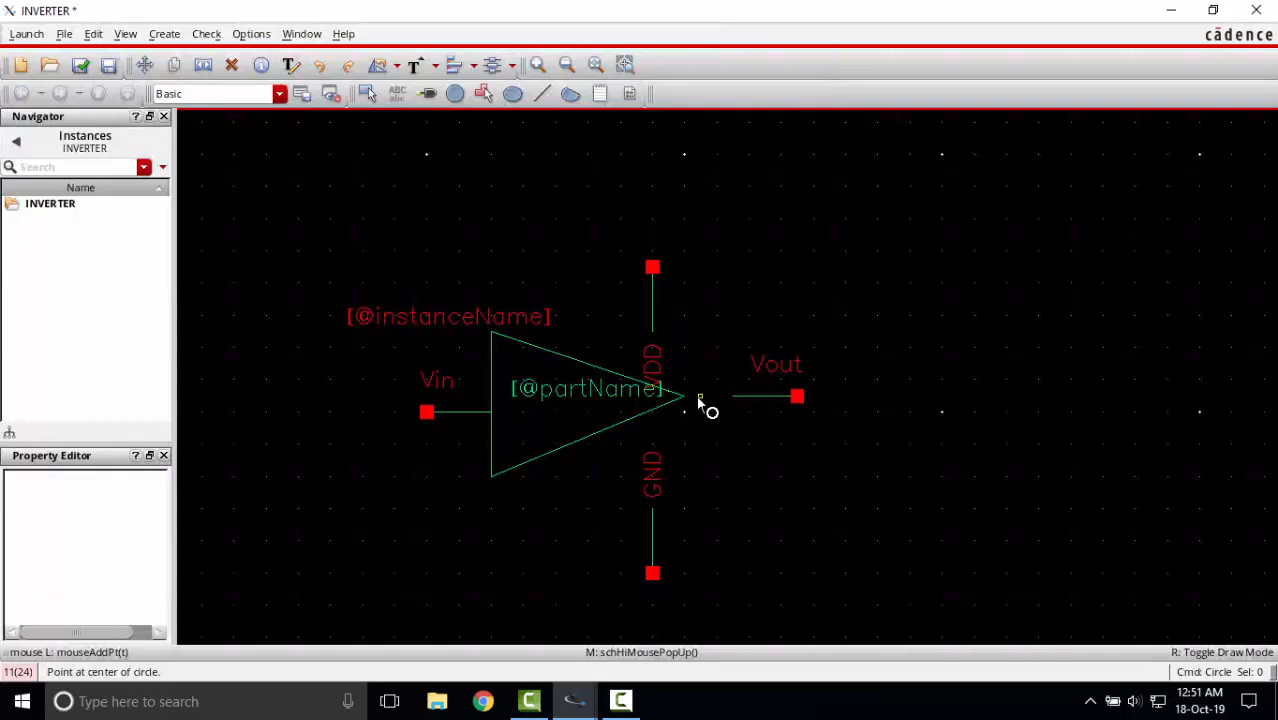 INVERTER *
Launch File Edit View Create Check Options Window Help
cādence
T T
Basic
ABC
abc
Navigator
Instances
INVERTER
Search
Name
INVERTER
Property Editor
[@instanceName]
Vin
[@partName]
VDD
Vout
GND
mouse L: mouseAddPt(t) M: schHiMousePopUp() R: Toggle Draw Mode
11(24) Point at center of circle. Cmd: Circle Sel: 0
Type here to search
12:51 AM
18-Oct-19